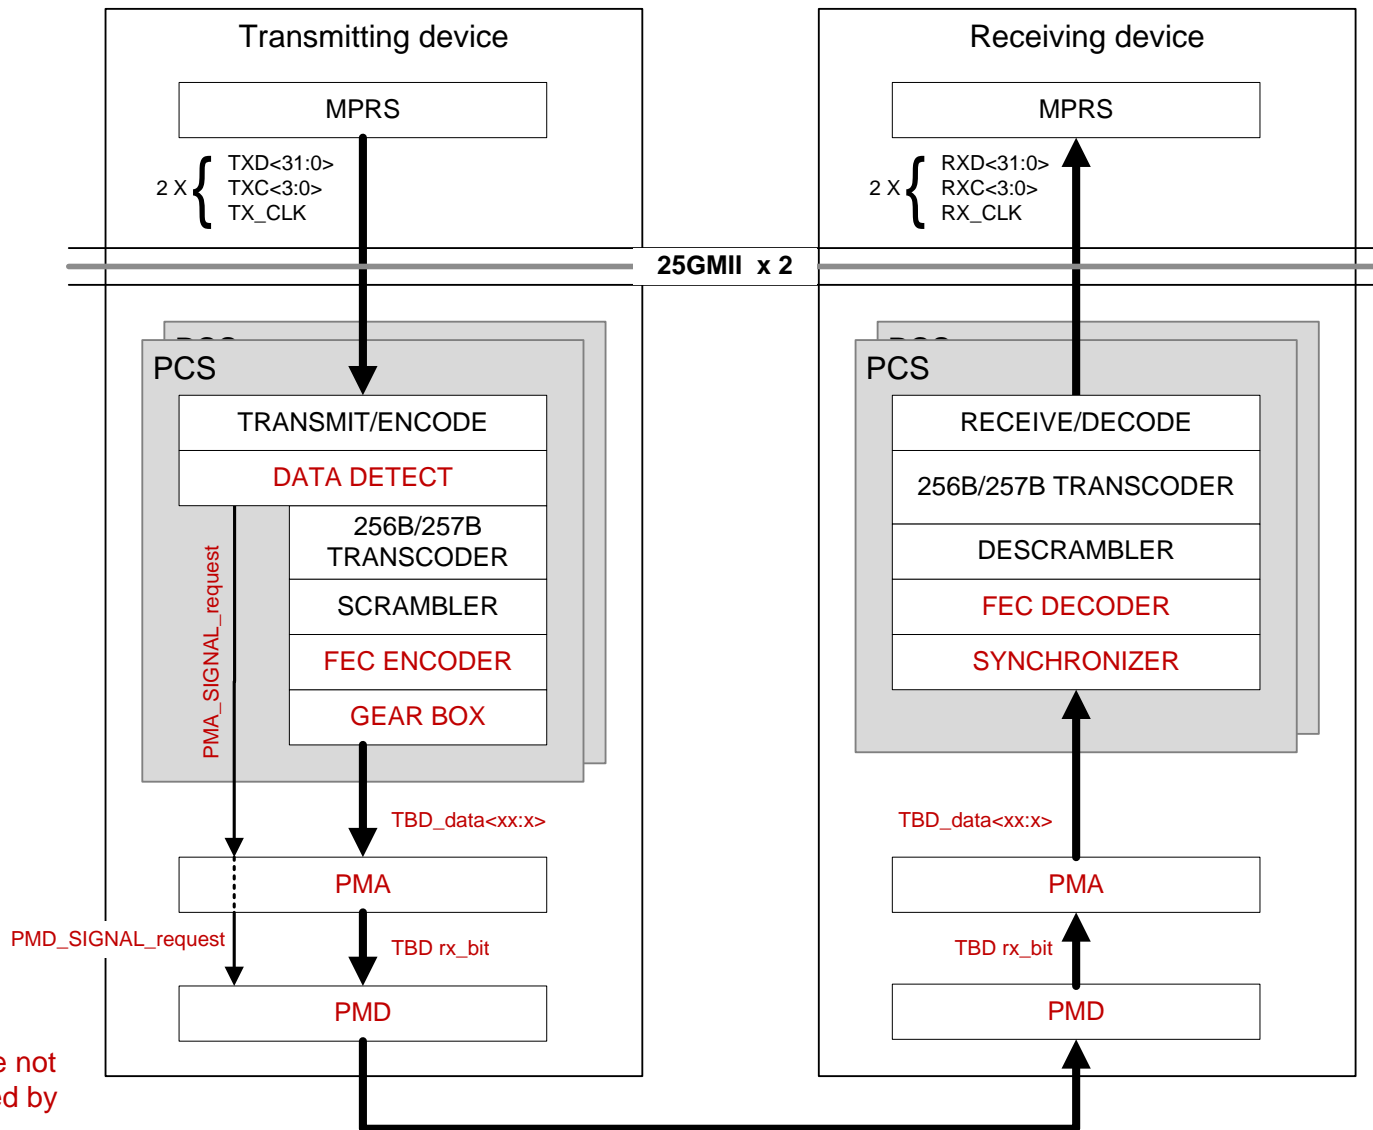 Transmitting device
MPRS
2 X
TXD<31:0>
TXC<3:0>
TX_CLK
PCS
TRANSMIT/ENCODE
DATA DETECT
256B/257B
TRANSCODER
SCRAMBLER
FEC ENCODER
GEAR BOX
PMA_SIGNAL_request
TBD_data<xx:x>
PMA
PMD_SIGNAL_request
TBD rx_bit
PMD
not
by
25GMII x 2
Receiving device
MPRS
2 X
RXD<31:0>
RXC<3:0>
RX_CLK
PCS
RECEIVE/DECODE
256B/257B TRANSCODER
DESCRAMBLER
FEC DECODER
SYNCHRONIZER
TBD_data<xx:x>
PMA
TBD rx_bit
PMD